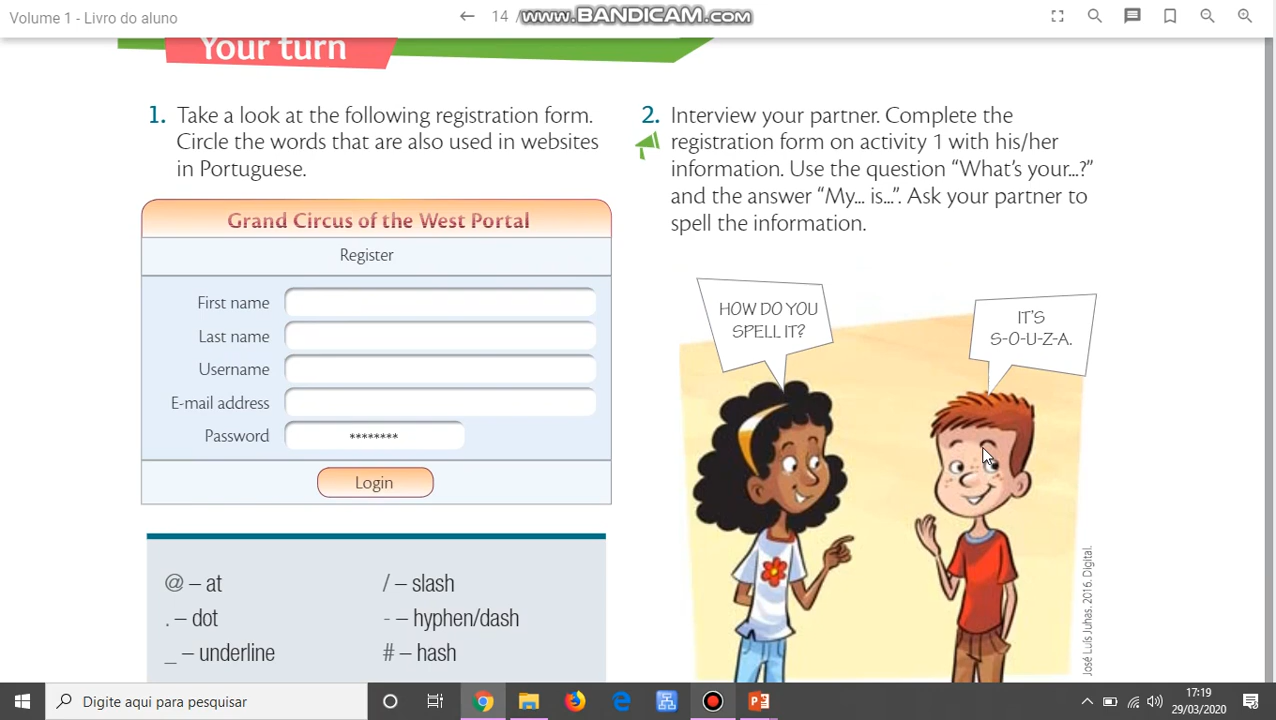 Volume 1 - Livro do aluno
14 /
www.BANDICAM.com
Your turn
1. Take a look at the following registration form.
Circle the words that are also used in websites
in Portuguese.
Grand Circus of the West Portal
Register
First name
Last name
Username
E-mail address
Password ********
Login
@ – at
. – dot
_ – underline
/ – slash
- – hyphen/dash
# – hash
2. Interview your partner. Complete the
registration form on activity 1 with his/her
information. Use the question “What's your...?”
and the answer “My... is...”. Ask your partner to
spell the information.
HOW DO YOU
SPELL IT?
IT'S
S-O-U-Z-A.
José Luís Juhas. 2016. Digital.
Digite aqui para pesquisar
17:19
29/03/2020